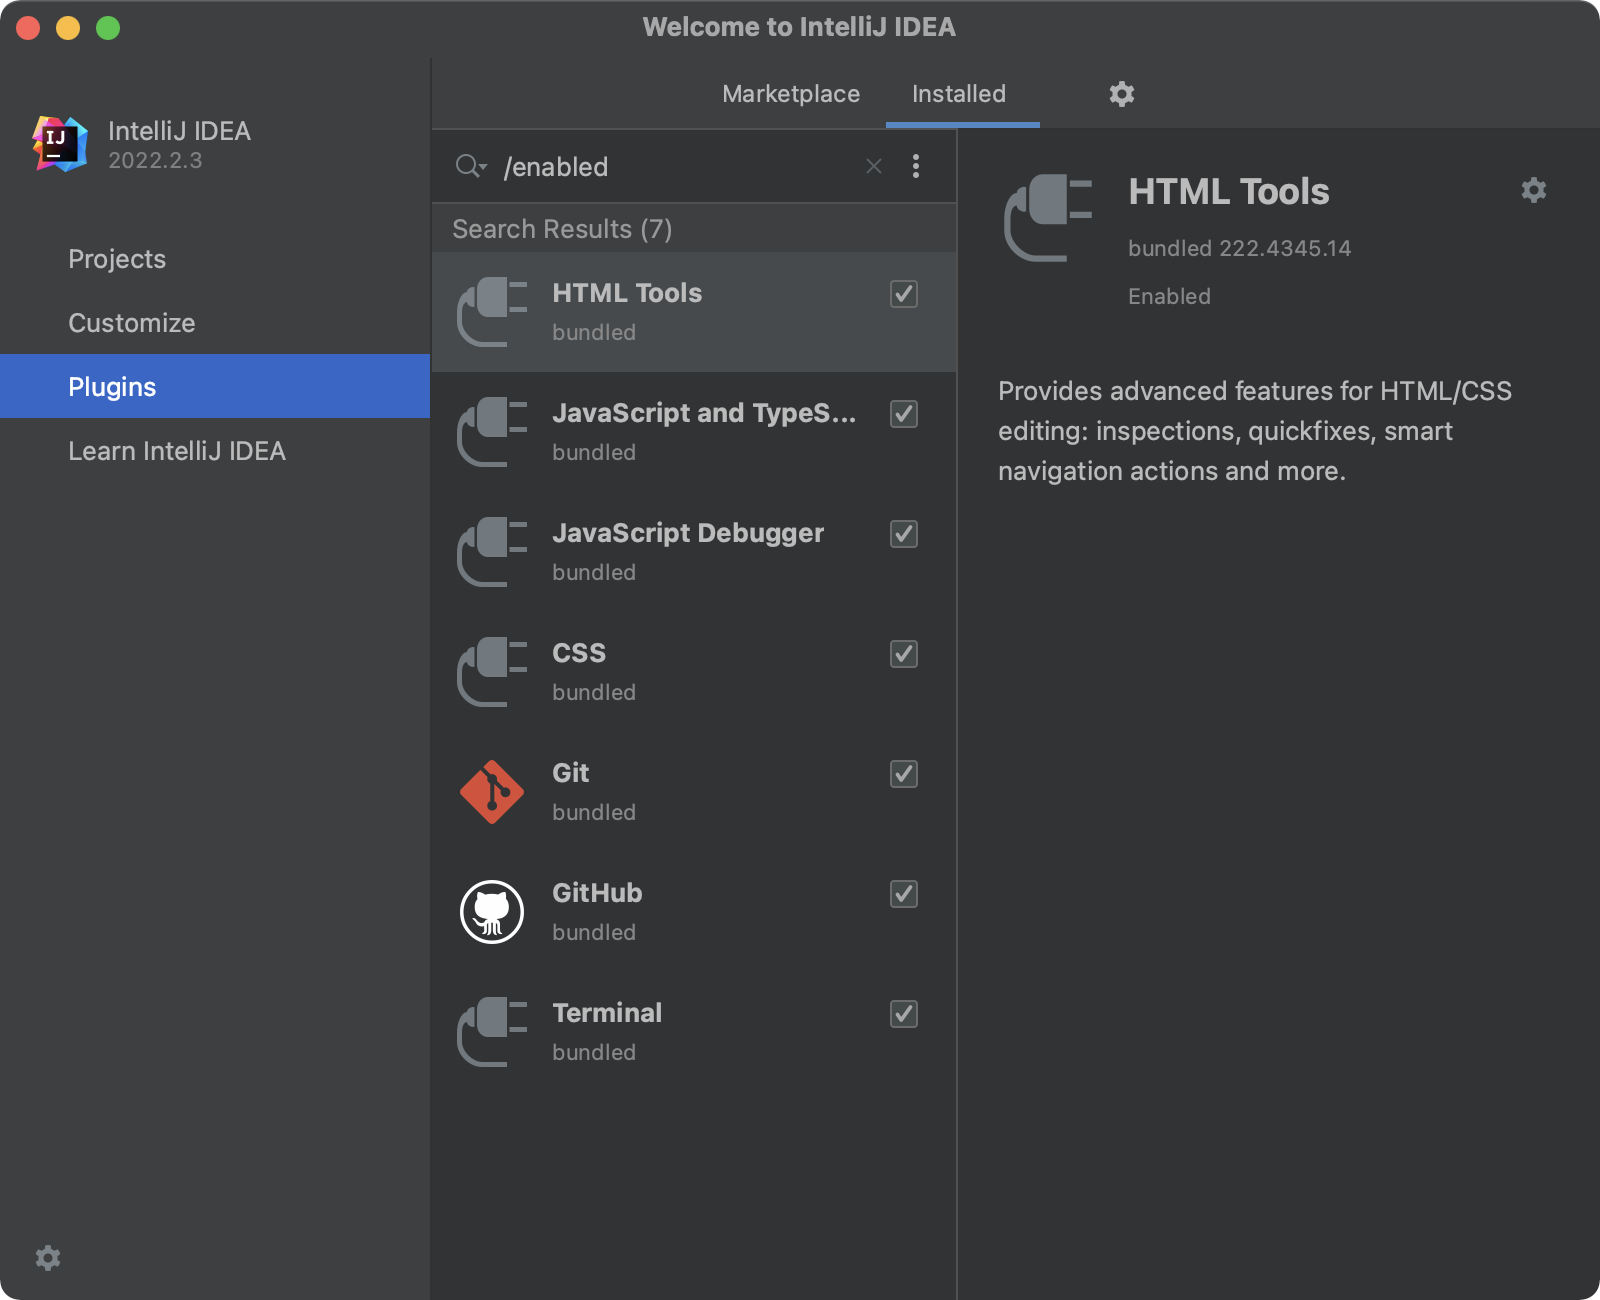 Welcome to IntelliJ IDEA
IJ
IntelliJ IDEA
2022.2.3
Projects
Customize
Plugins
Learn IntelliJ IDEA
Marketplace
Installed
/enabled
Search Results (7)
HTML Tools
bundled
JavaScript and TypeS...
bundled
JavaScript Debugger
bundled
CSS
bundled
Git
bundled
GitHub
bundled
Terminal
bundled
HTML Tools
bundled 222.4345.14
Enabled
Provides advanced features for HTML/CSS
editing: inspections, quickfixes, smart
navigation actions and more.